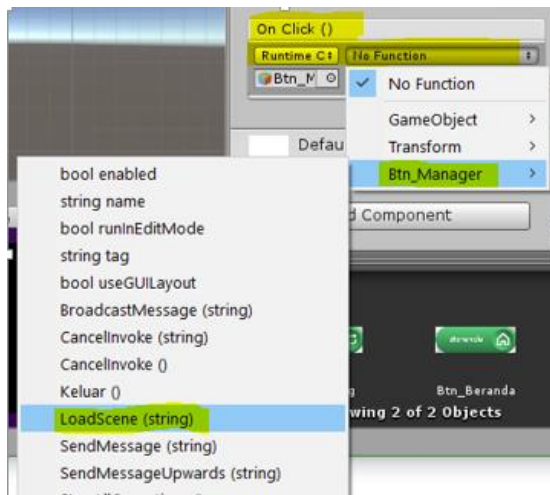 On Click ()
Runtime C
No Function
Btn_M
No Function
GameObject
Transform
Btn_Manager
Defau
d Component
bool enabled
string name
bool runInEditMode
string tag
bool useGUILayout
BroadcastMessage (string)
CancelInvoke (string)
CancelInvoke ()
Keluar ()
LoadScene (string)
SendMessage (string)
SendMessageUpwards (string)
g
Btn_Beranda
wing 2 of 2 Objects